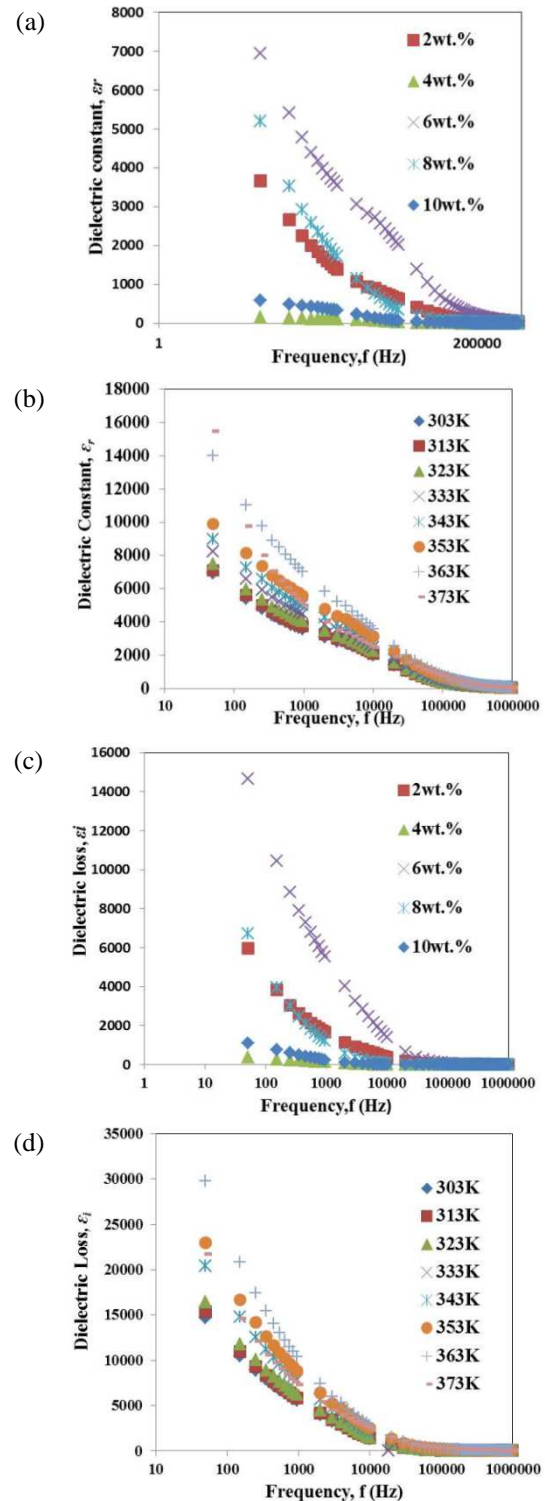 (a)
Dielectric constant, εr
7000
6000
5000
4000
3000
2000
1000
0
1
200000
Frequency,f (Hz)
2wt.%
4wt.%
6wt.%
8wt.%
10wt.%
(b)
Dielectric Constant, εr
18000
16000
14000
12000
10000
8000
6000
4000
2000
0
10
100
1000
10000
100000
1000000
Frequency, f (Hz)
303K
313K
323K
333K
343K
353K
363K
373K
(c)
Dielectric loss, εi
16000
14000
12000
10000
8000
6000
4000
2000
0
1
10
100
1000
10000
100000
1000000
Frequency,f (Hz)
2wt.%
4wt.%
6wt.%
8wt.%
10wt.%
(d)
Dielectric Loss, εi
35000
30000
25000
20000
15000
10000
5000
0
10
100
1000
10000
100000
1000000
Frequency, f (Hz)
303K
313K
323K
333K
343K
353K
363K
373K